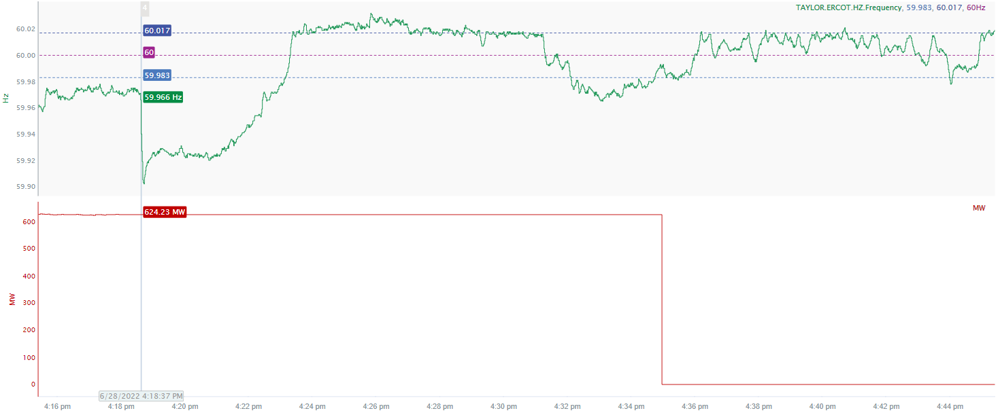 4
TAYLOR.ERCOT.HZ.Frequency, 59.983, 60.017, 60Hz
60.02
60.00
59.98
59.96
59.94
59.92
59.90
Hz
60.017
60
59.983
59.966 Hz
624.23 MW
MW
600
500
400
300
200
100
0
MW
6/28/2022 4:18:37 PM
4:16 pm 4:18 pm 4:20 pm 4:22 pm 4:24 pm 4:26 pm 4:28 pm 4:30 pm 4:32 pm 4:34 pm 4:36 pm 4:38 pm 4:40 pm 4:42 pm 4:44 pm